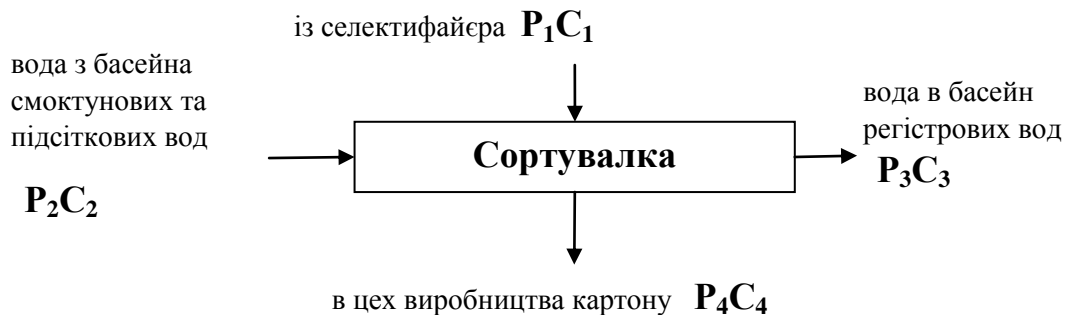 із селектифайєра P₁C₁
вода з басейна
смоктунових та
підсіткових вод
P₂C₂
Сортувалка
вода в басейн
регістрових вод
P₃C₃
в цех виробництва картону P₄C₄